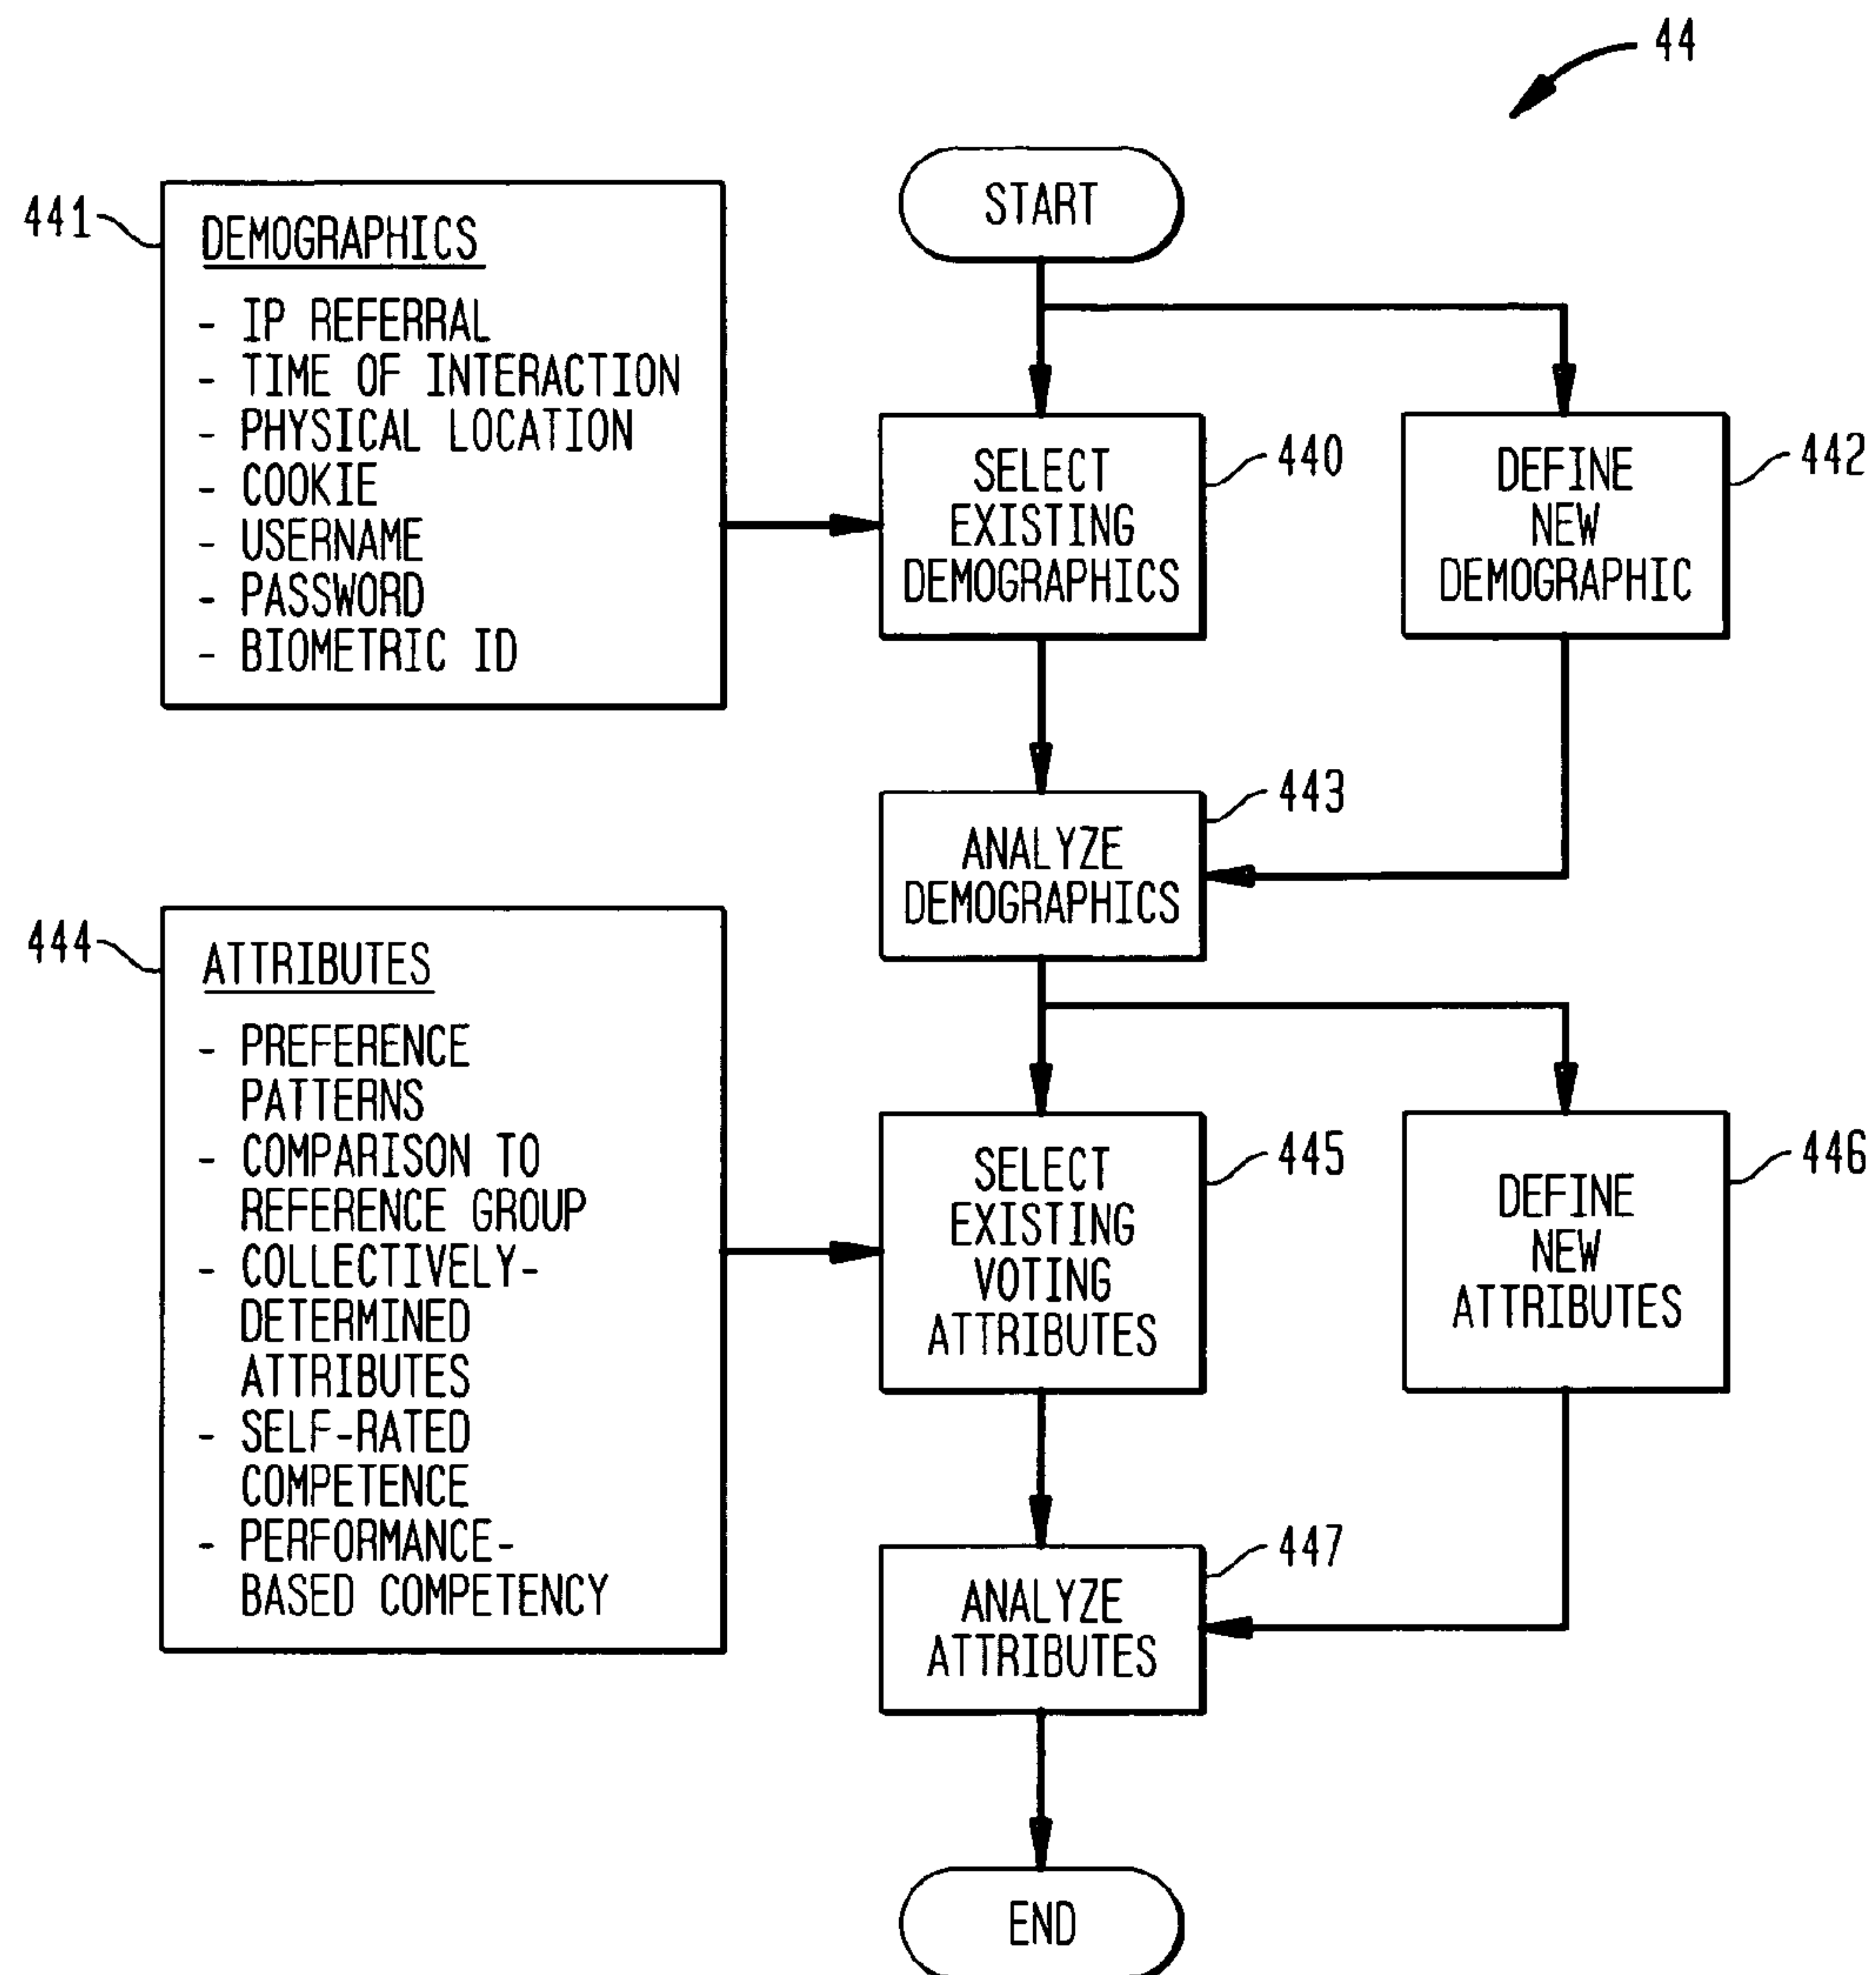 44
START
441
DEMOGRAPHICS
- IP REFERRAL
- TIME OF INTERACTION
- PHYSICAL LOCATION
- COOKIE
- USERNAME
- PASSWORD
- BIOMETRIC ID
SELECT
EXISTING
DEMOGRAPHICS
440
DEFINE
NEW
DEMOGRAPHIC
442
ANALYZE
DEMOGRAPHICS
443
444
ATTRIBUTES
- PREFERENCE
PATTERNS
- COMPARISON TO
REFERENCE GROUP
- COLLECTIVELY-
DETERMINED
ATTRIBUTES
- SELF-RATED
COMPETENCE
- PERFORMANCE-
BASED COMPETENCY
SELECT
EXISTING
VOTING
ATTRIBUTES
445
DEFINE
NEW
ATTRIBUTES
446
ANALYZE
ATTRIBUTES
447
END